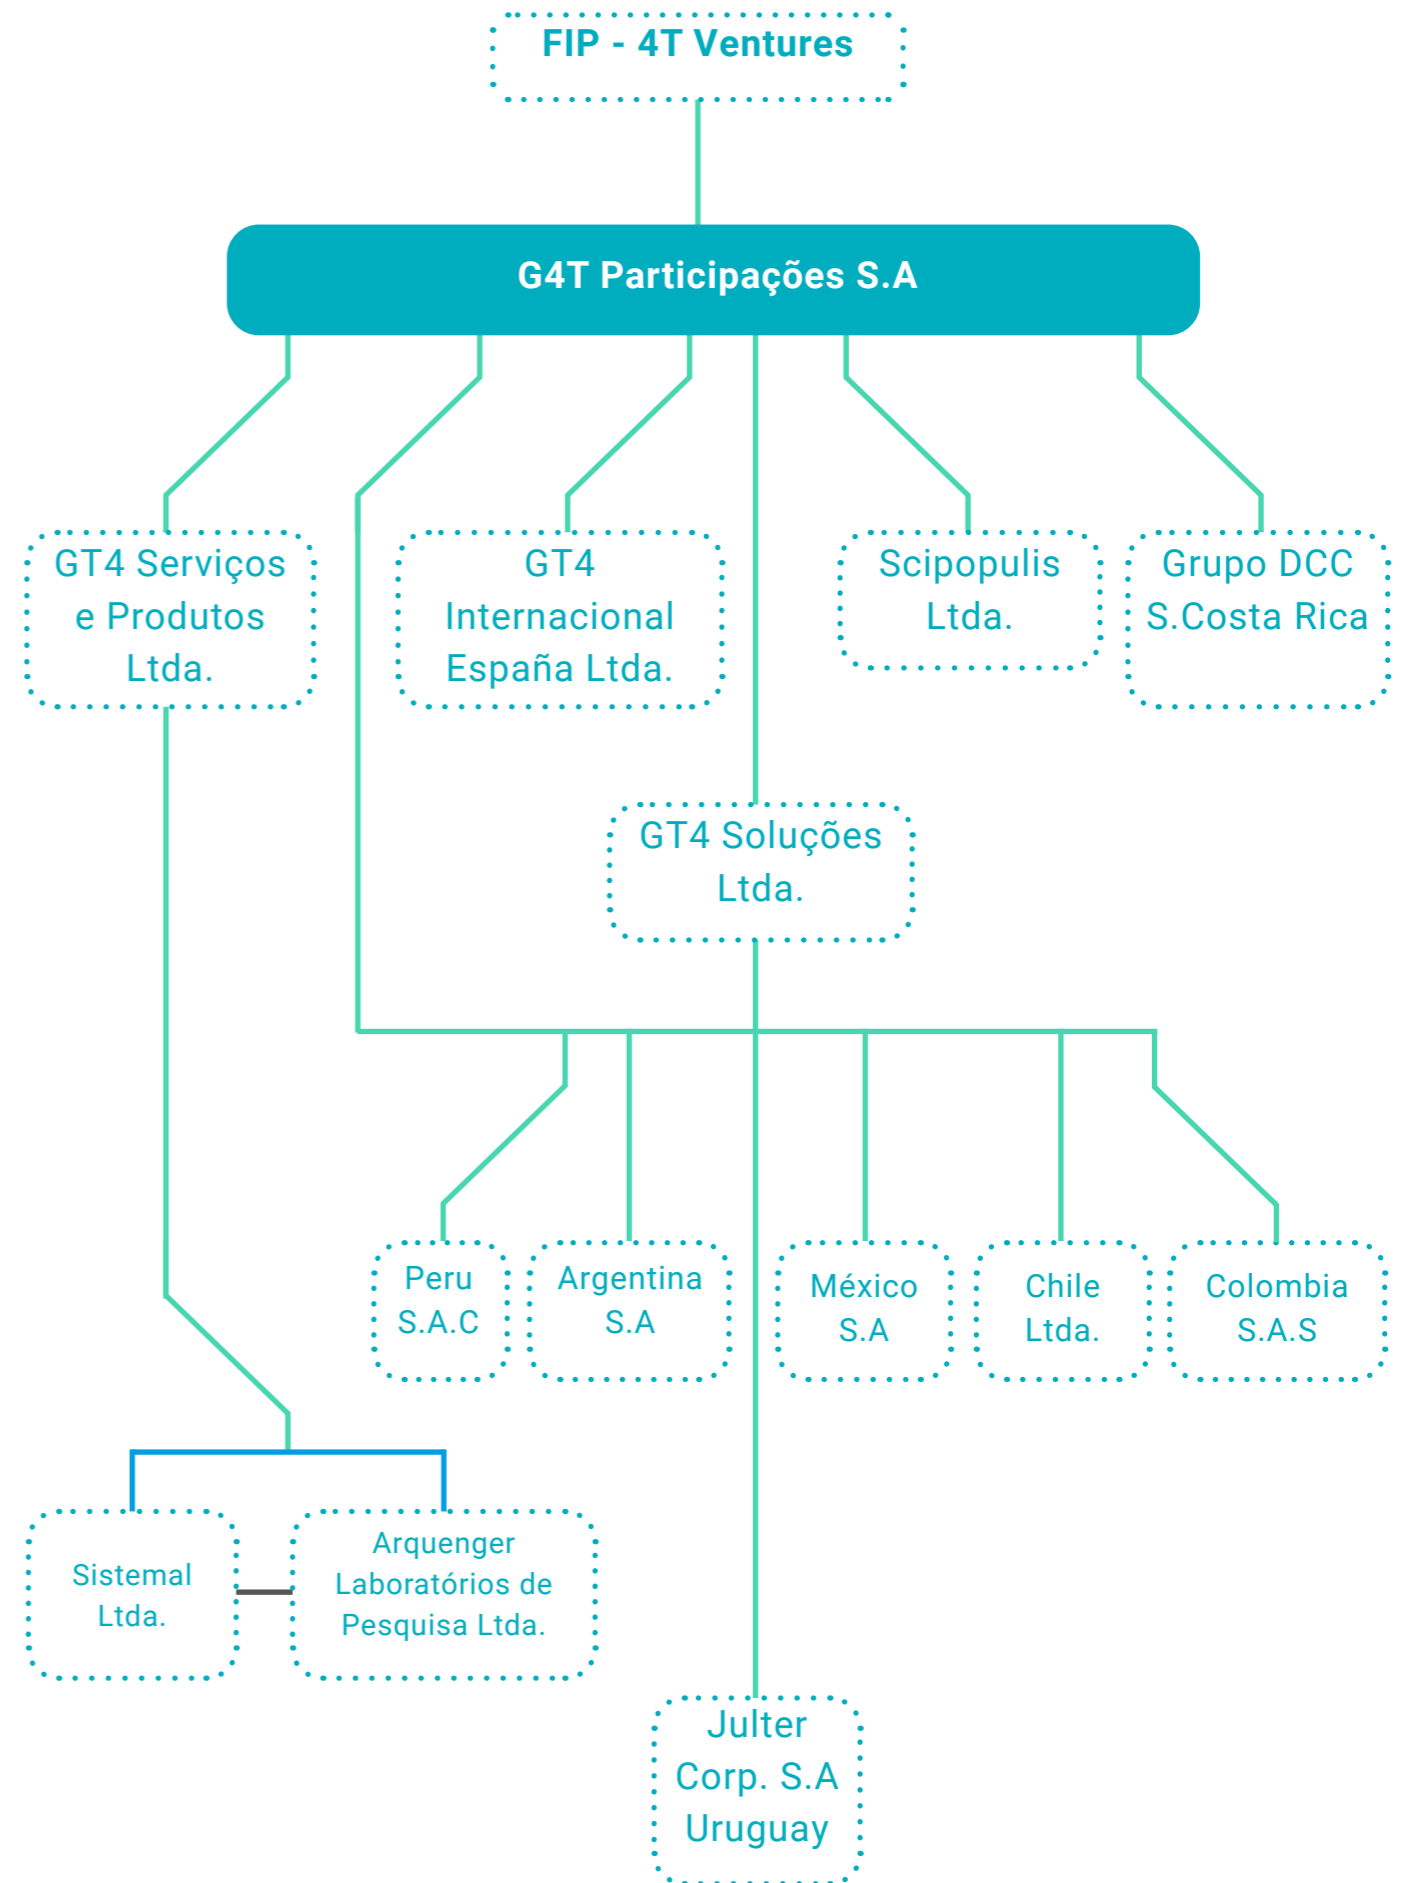 FIP - 4T Ventures
G4T Participações S.A
GT4 Serviços
e Produtos
Ltda.
GT4
Internacional
España Ltda.
Scipopulis
Ltda.
Grupo DCC
S.Costa Rica
GT4 Soluções
Ltda.
Peru
S.A.C
Argentina
S.A
México
S.A
Chile
Ltda.
Colombia
S.A.S
Sistemal
Ltda.
Arquenger
Laboratórios de
Pesquisa Ltda.
Julter
Corp. S.A
Uruguay